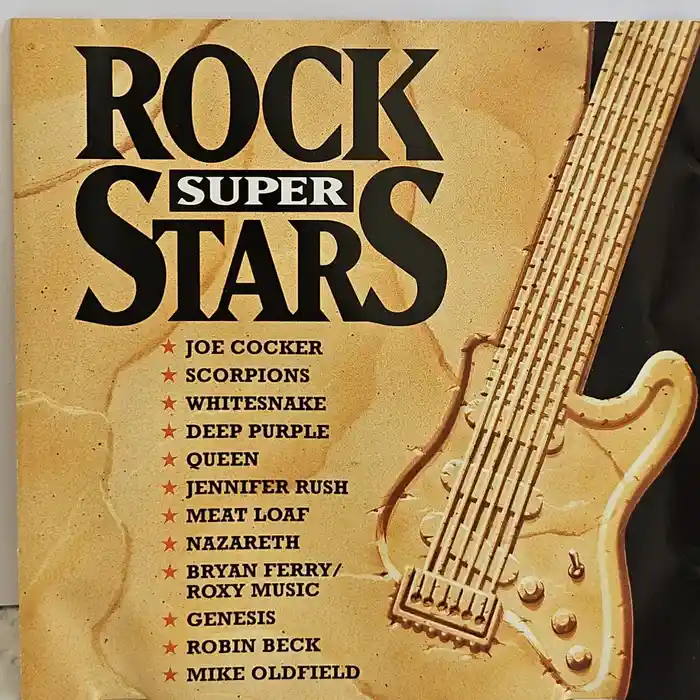 ROCK
SUPER
STARS
JOE COCKER
SCORPIONS
WHITESNAKE
DEEP PURPLE
QUEEN
JENNIFER RUSH
MEAT LOAF
NAZARETH
BRYAN FERRY/
ROXY MUSIC
GENESIS
ROBIN BECK
MIKE OLDFIELD